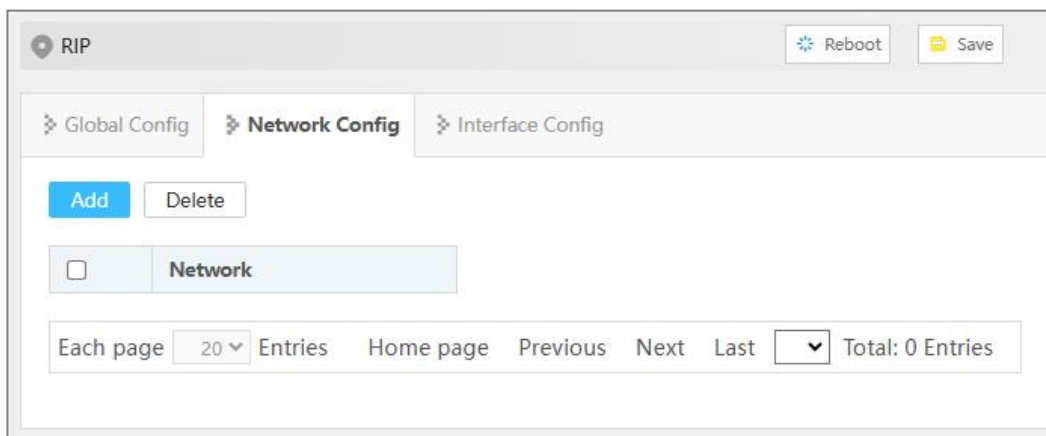 RIP Reboot Save
Global Config Network Config Interface Config
Add Delete
Network
Each page 20 Entries Home page Previous Next Last Total: 0 Entries